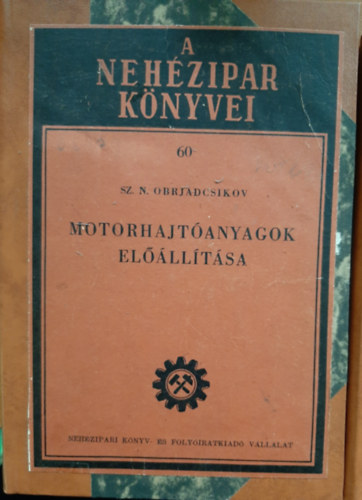 A
NEHÉZIPAR
KÖNYVEI
60
SZ. N. OBRJADCSIKOV
MOTORHAJTÓANYAGOK
ELŐÁLLÍTÁSA
NEHÉZIPARI KÖNYV- ÉS FOLYÓIRATKIADÓ VÁLLALAT